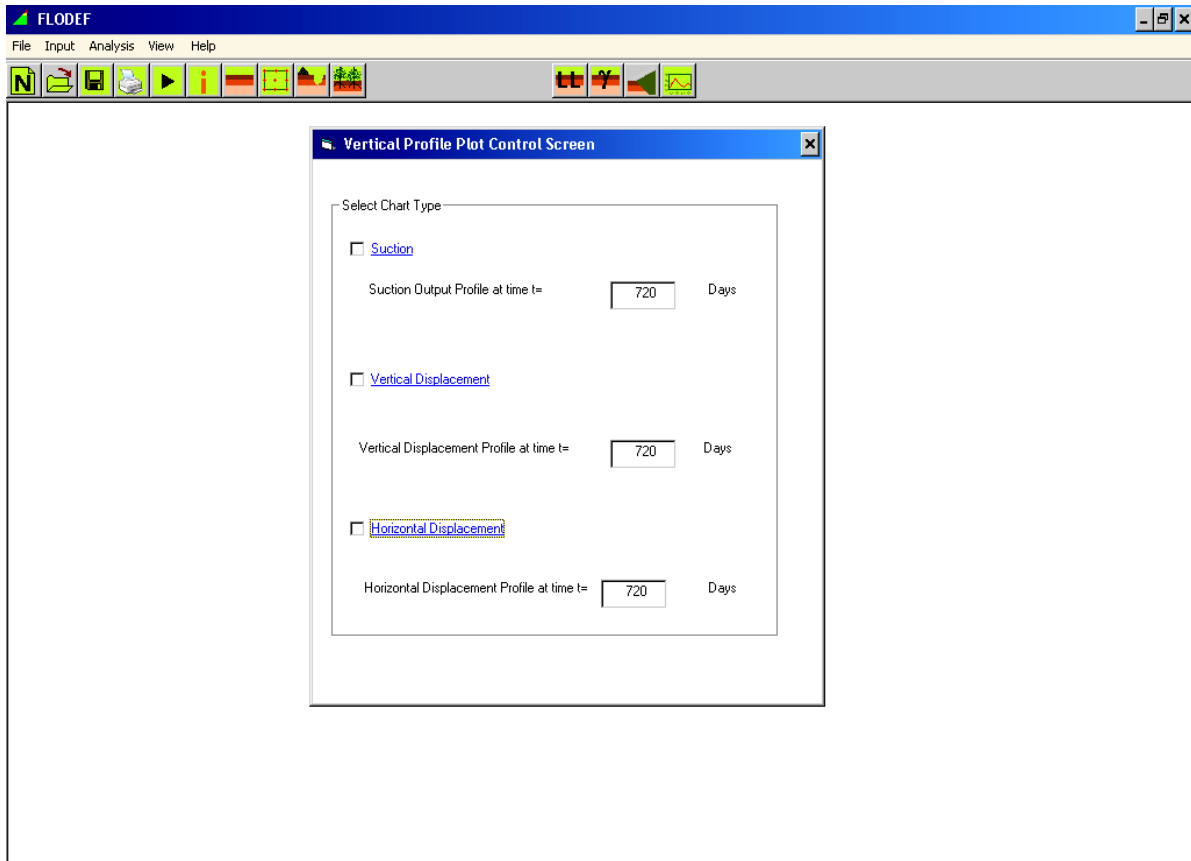 FLODEF
File Input Analysis View Help
N
i
LL
γ
Vertical Profile Plot Control Screen
Select Chart Type
Suction
Suction Output Profile at time t= 720 Days
Vertical Displacement
Vertical Displacement Profile at time t= 720 Days
Horizontal Displacement
Horizontal Displacement Profile at time t= 720 Days